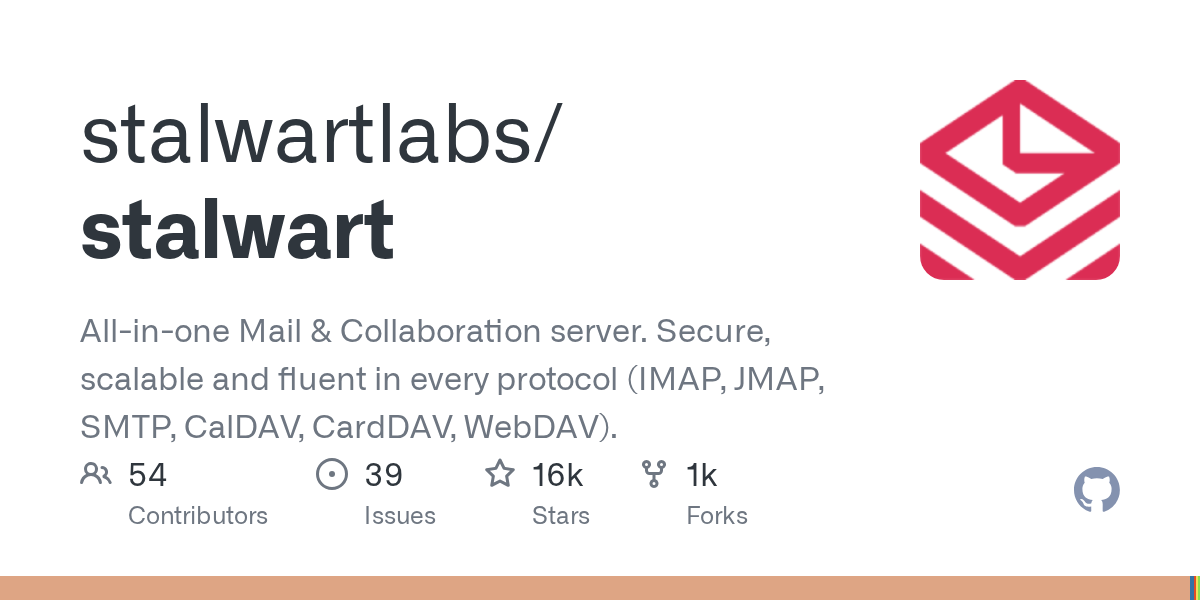 stalwartlabs/
stalwart
All-in-one Mail & Collaboration server. Secure,
scalable and fluent in every protocol (IMAP, JMAP,
SMTP, CalDAV, CardDAV, WebDAV).
54 39 16k 1k
Contributors Issues Stars Forks